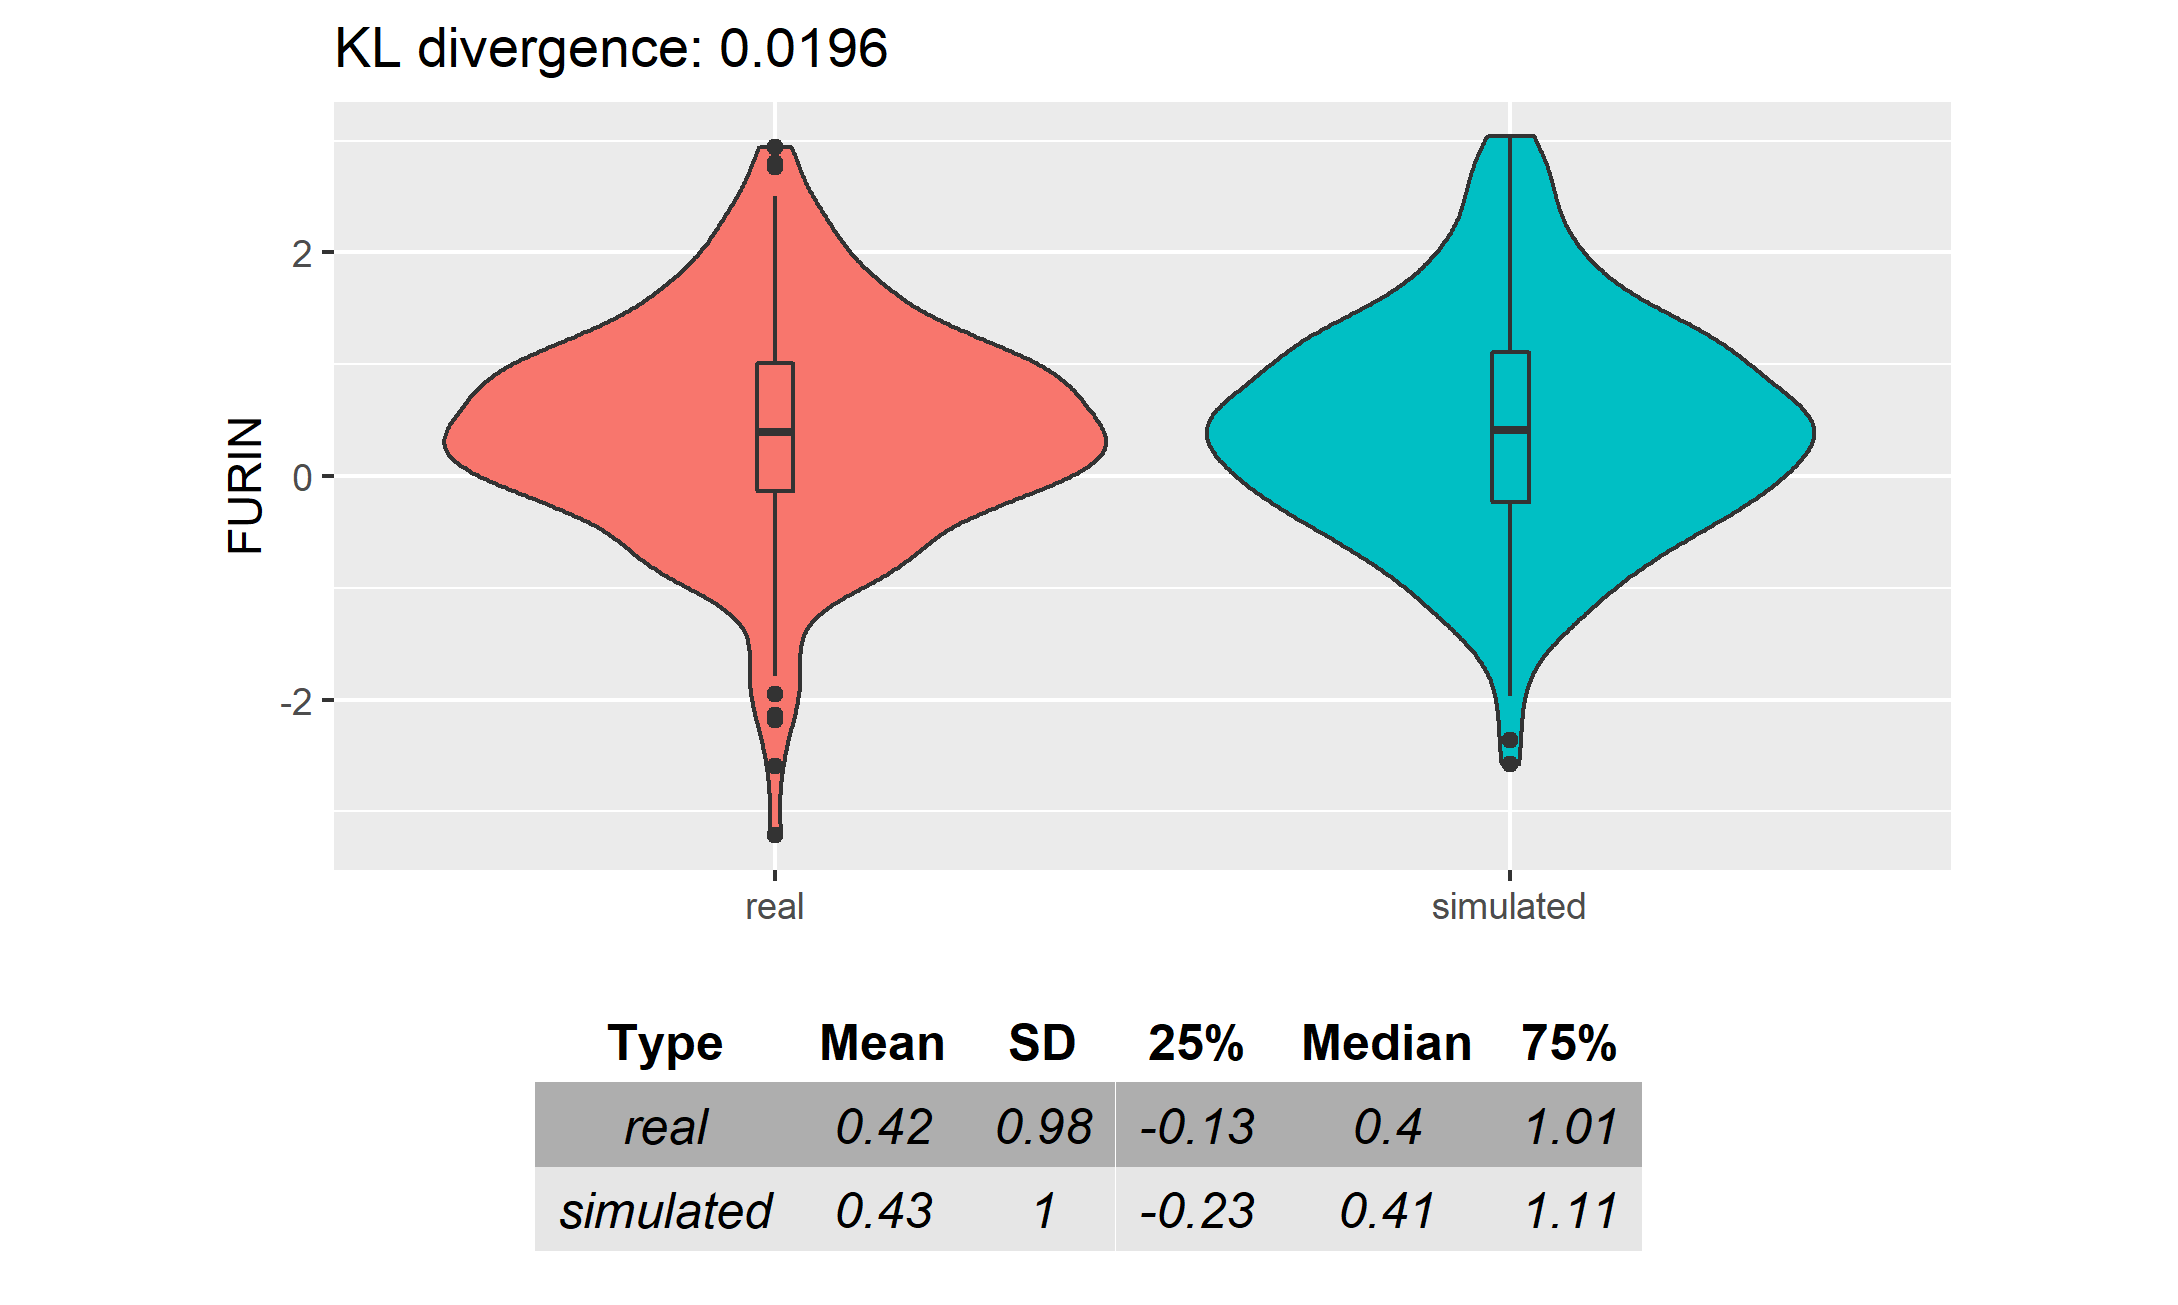 KL divergence: 0.0196
FURIN
2
0
-2
real simulated
Type Mean SD 25% Median 75%
real 0.42 0.98 -0.13 0.4 1.01
simulated 0.43 1 -0.23 0.41 1.11